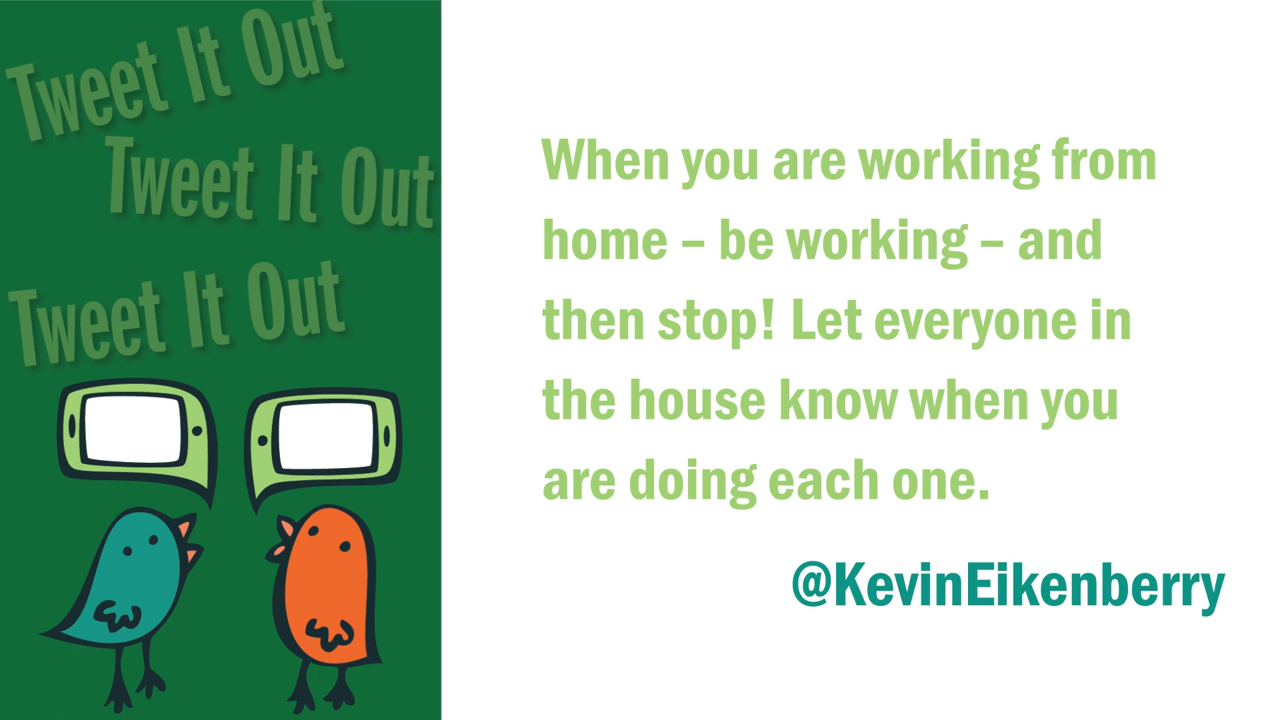 Tweet It Out
Tweet It Out
Tweet It Out
When you are working from
home – be working – and
then stop! Let everyone in
the house know when you
are doing each one.
@KevinEikenberry